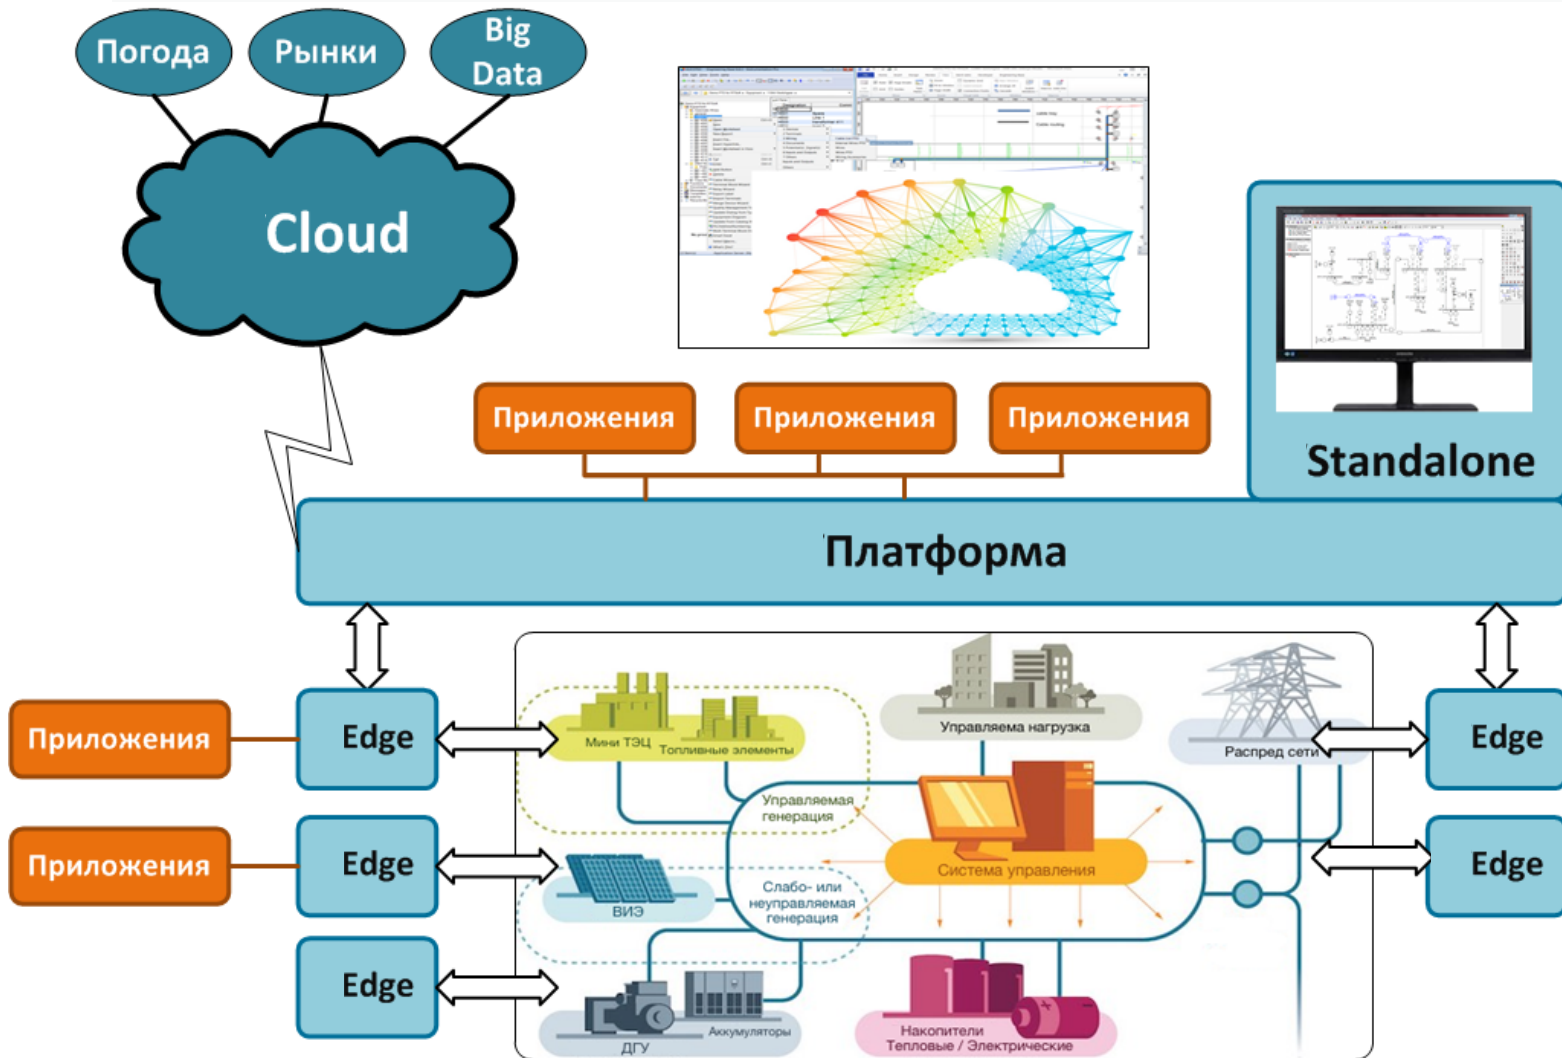 Погода
Рынки
Big
Data
Cloud
Приложения
Приложения
Приложения
Standalone
Платформа
Приложения
Edge
Мини ТЭЦ
Топливные элементы
Управляема нагрузка
Распред сети
Edge
Управляемая
генерация
Приложения
Edge
ВИЭ
Слабо- или
неуправляемая
генерация
Система управления
Edge
Edge
ДГУ
Аккумуляторы
Накопители
Тепловые / Электрические